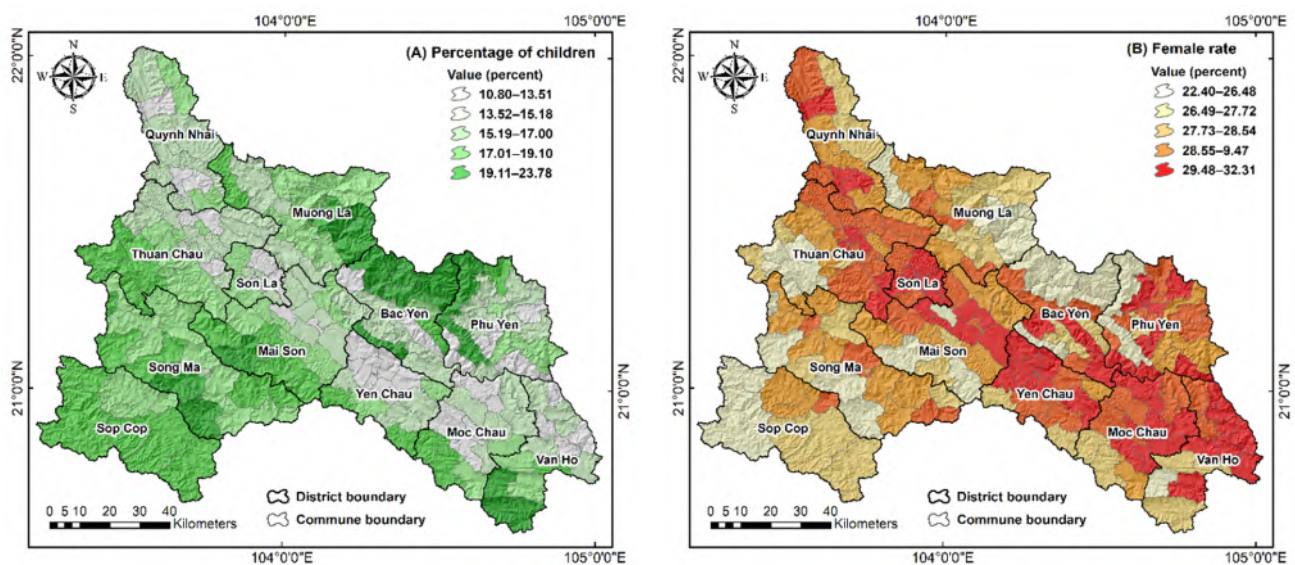 104°0'0"E
105°0'0"E
22°0'0"N
21°0'0"N
N
W
E
S
(A) Percentage of children
Value (percent)
10.80–13.51
13.52–15.18
15.19–17.00
17.01–19.10
19.11–23.78
Quynh Nhai
Muong La
Thuan Chau
Son La
Bac Yen
Phu Yen
Mai Son
Song Ma
Yen Chau
Sop Cop
Moc Chau
Van Ho
District boundary
Commune boundary
0 5 10 20 30 40
Kilometers
104°0'0"E
105°0'0"E
104°0'0"E
105°0'0"E
22°0'0"N
21°0'0"N
N
W
E
S
(B) Female rate
Value (percent)
22.40–26.48
26.49–27.72
27.73–28.54
28.55–9.47
29.48–32.31
Quynh Nhai
Muong La
Thuan Chau
Son La
Bac Yen
Phu Yen
Mai Son
Song Ma
Yen Chau
Sop Cop
Moc Chau
Van Ho
District boundary
Commune boundary
0 5 10 20 30 40
Kilometers
104°0'0"E
105°0'0"E